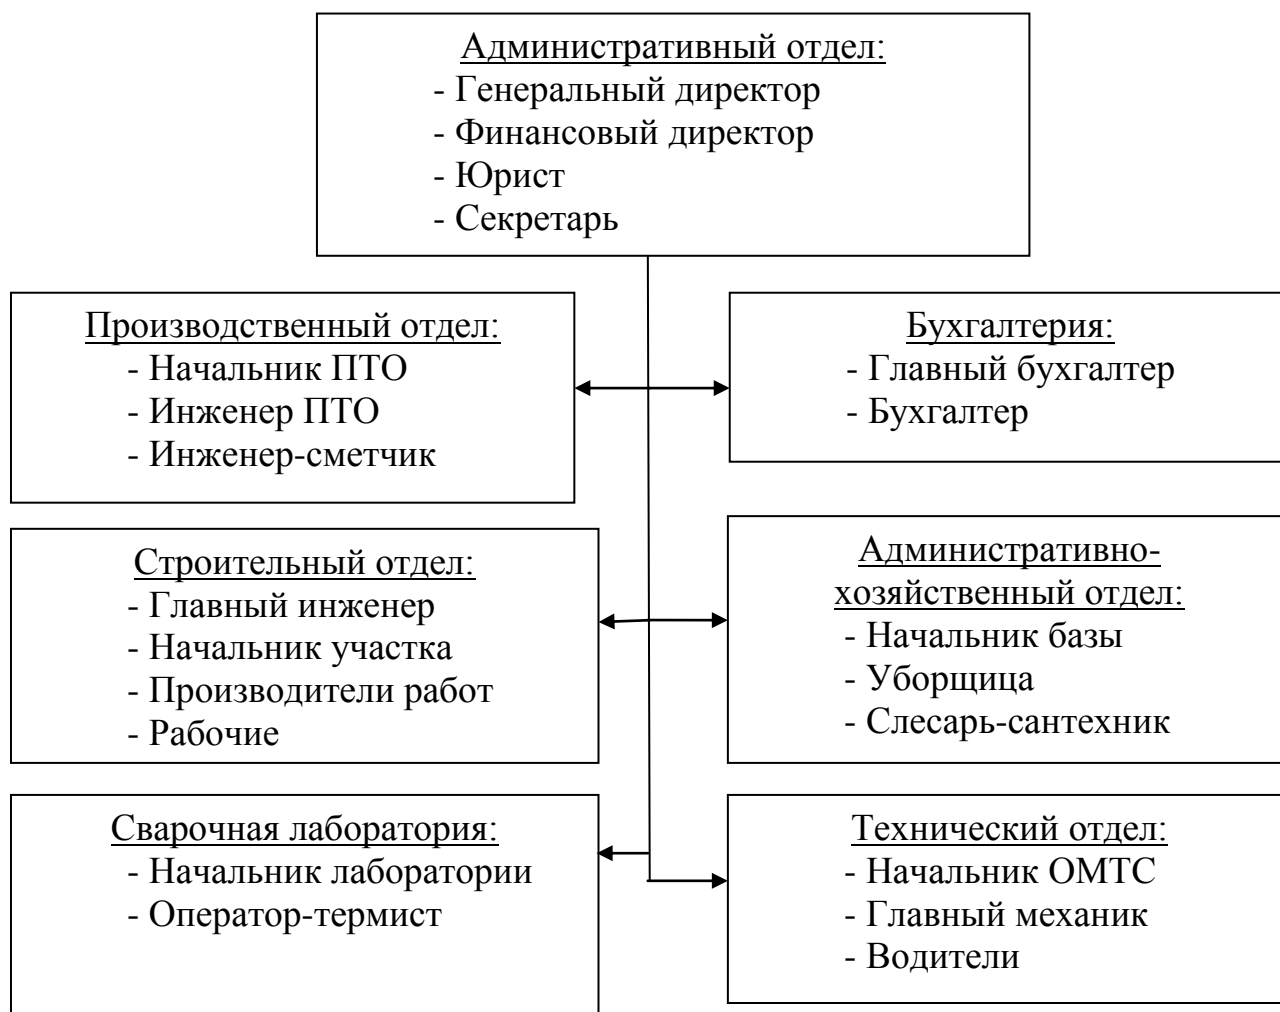 Административный отдел:
- Генеральный директор
- Финансовый директор
- Юрист
- Секретарь
Производственный отдел:
- Начальник ПТО
- Инженер ПТО
- Инженер-сметчик
Бухгалтерия:
- Главный бухгалтер
- Бухгалтер
Строительный отдел:
- Главный инженер
- Начальник участка
- Производители работ
- Рабочие
Административно-
хозяйственный отдел:
- Начальник базы
- Уборщица
- Слесарь-сантехник
Сварочная лаборатория:
- Начальник лаборатории
- Оператор-термист
Технический отдел:
- Начальник ОМТС
- Главный механик
- Водители